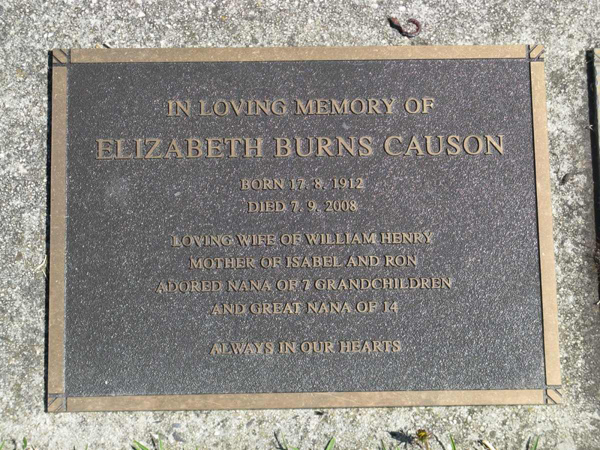 IN LOVING MEMORY OF
ELIZABETH BURNS CAUSON
BORN 17. 8. 1912
DIED 7. 9. 2008
LOVING WIFE OF WILLIAM HENRY
MOTHER OF ISABEL AND RON
ADORED NANA OF 7 GRANDCHILDREN
AND GREAT NANA OF 14
ALWAYS IN OUR HEARTS